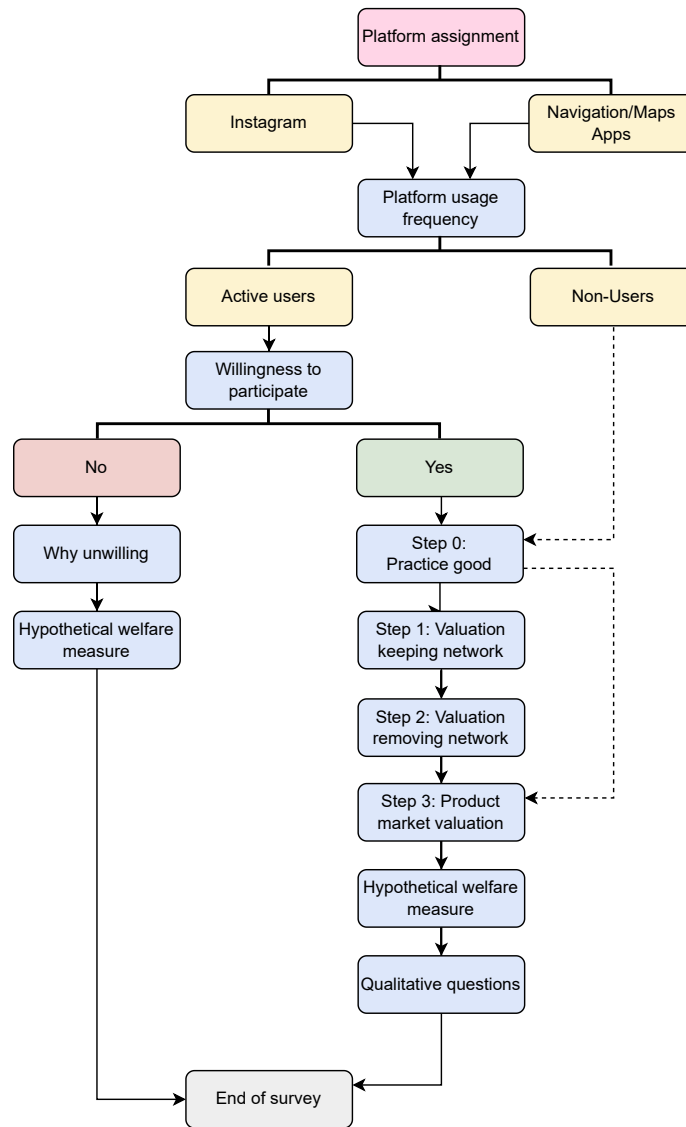 Platform assignment
Instagram
Navigation/Maps
Apps
Platform usage
frequency
Active users
Non-Users
Willingness to
participate
No
Yes
Why unwilling
Step 0:
Practice good
Hypothetical welfare
measure
Step 1: Valuation
keeping network
Step 2: Valuation
removing network
Step 3: Product
market valuation
Hypothetical welfare
measure
Qualitative questions
End of survey